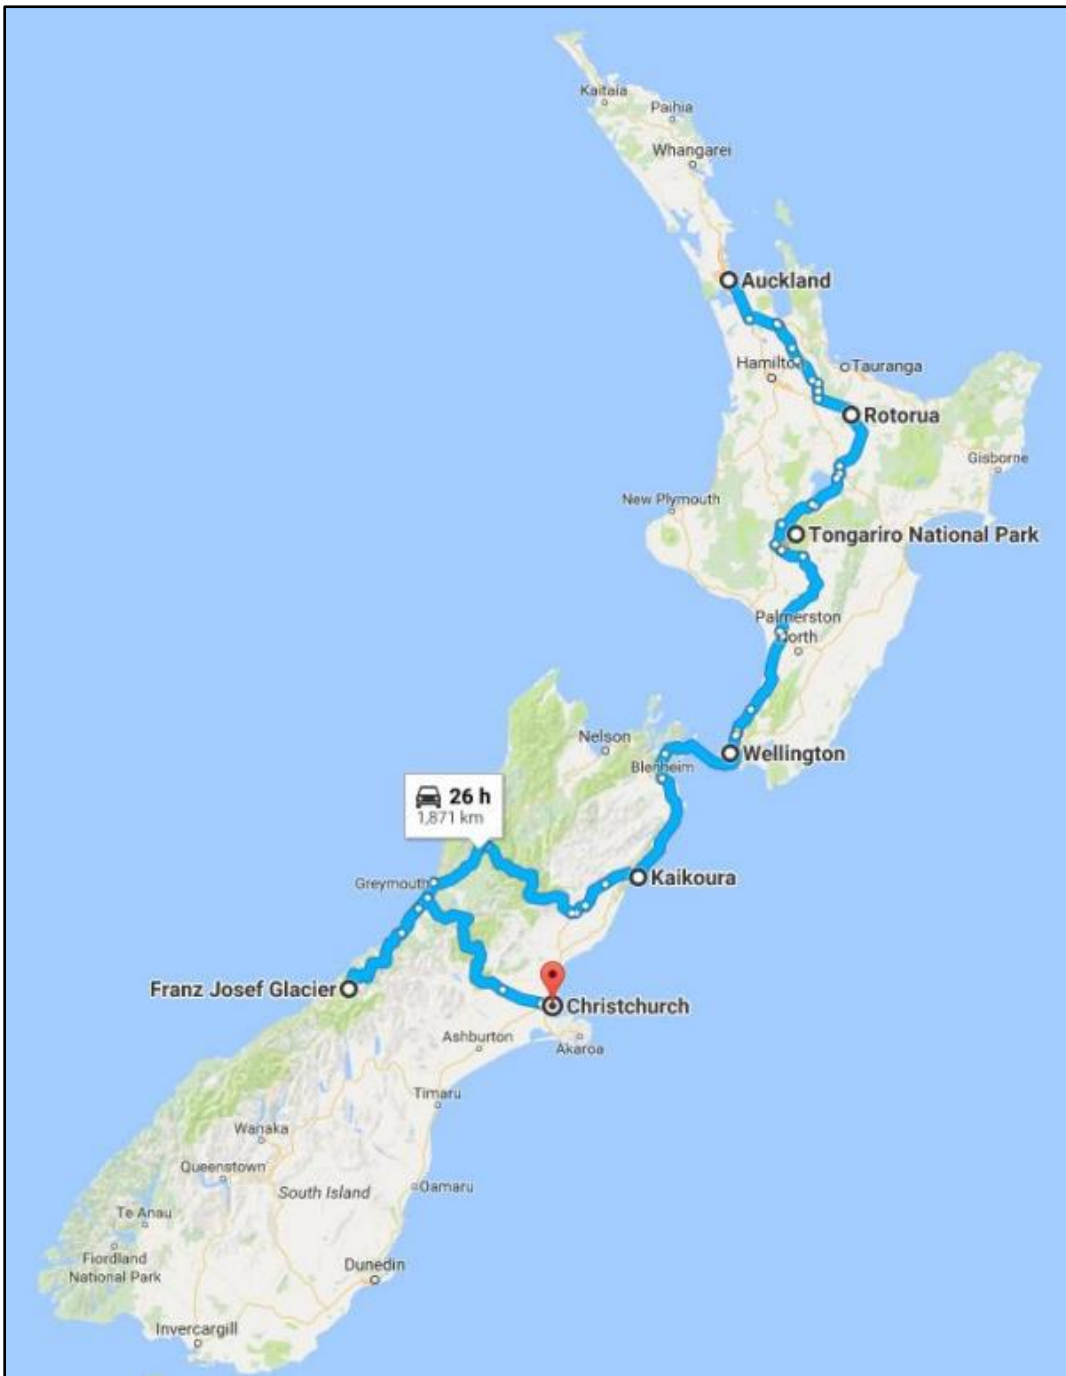 Kaitaia
Paihia
Whangarei
Auckland
Hamilton
Tauranga
Rotorua
Gisborne
New Plymouth
Tongariro National Park
Palmerston
North
Nelson
Wellington
Blenheim
26 h
1,871 km
Kaikoura
Greymouth
Franz Josef Glacier
Christchurch
Ashburton
Akaroa
Timaru
Wanaka
Queenstown
South Island
Oamaru
Te Anau
Fiordland
National Park
Dunedin
Invercargill